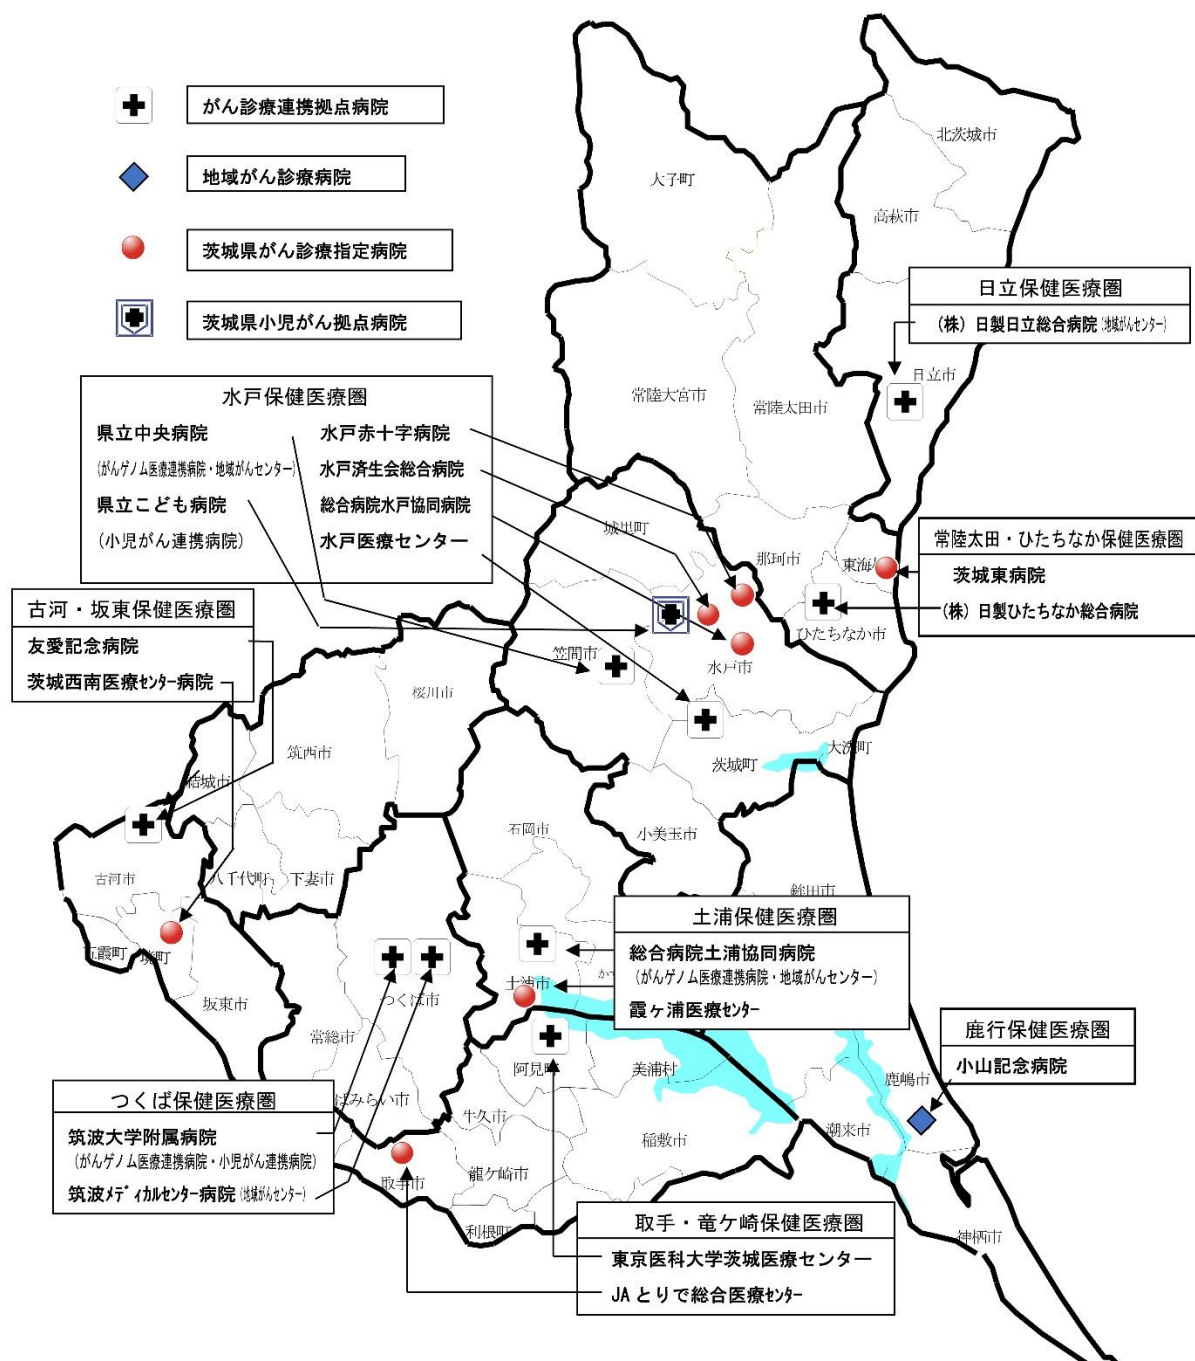 がん診療連携拠点病院
地域がん診療病院
茨城県がん診療指定病院
茨城県小児がん拠点病院
北茨城市
大子町
高萩市
日立保健医療圏
(株) 日製日立総合病院 (地域がんセンター)
日立市
常陸大宮市
常陸太田市
水戸保健医療圏
県立中央病院
(がんゲノム医療連携病院・地域がんセンター)
県立こども病院
(小児がん連携病院)
水戸赤十字病院
水戸済生会総合病院
総合病院水戸協同病院
水戸医療センター
城里町
那珂市
東海
常陸太田・ひたちなか保健医療圏
茨城東病院
(株) 日製ひたちなか総合病院
ひたちなか市
古河・坂東保健医療圏
友愛記念病院
茨城西南医療センター病院
笠間市
水戸市
桜川市
筑西市
茨城町
大洗町
結城市
石岡市
小美玉市
古河市
八千代町
下妻市
鉾田市
五霞町
境町
坂東市
つくば市
土浦市
か
土浦保健医療圏
総合病院土浦協同病院
(がんゲノム医療連携病院・地域がんセンター)
霞ヶ浦医療センター
常総市
阿見町
美浦村
鹿行保健医療圏
小山記念病院
鹿嶋市
潮来市
つくば保健医療圏
筑波大学附属病院
(がんゲノム医療連携病院・小児がん連携病院)
筑波メディカルセンター病院 (地域がんセンター)
ばみらい市
牛久市
稲敷市
取手市
龍ケ崎市
利根町
神栖市
取手・竜ケ崎保健医療圏
東京医科大学茨城医療センター
JAとりで総合医療センター